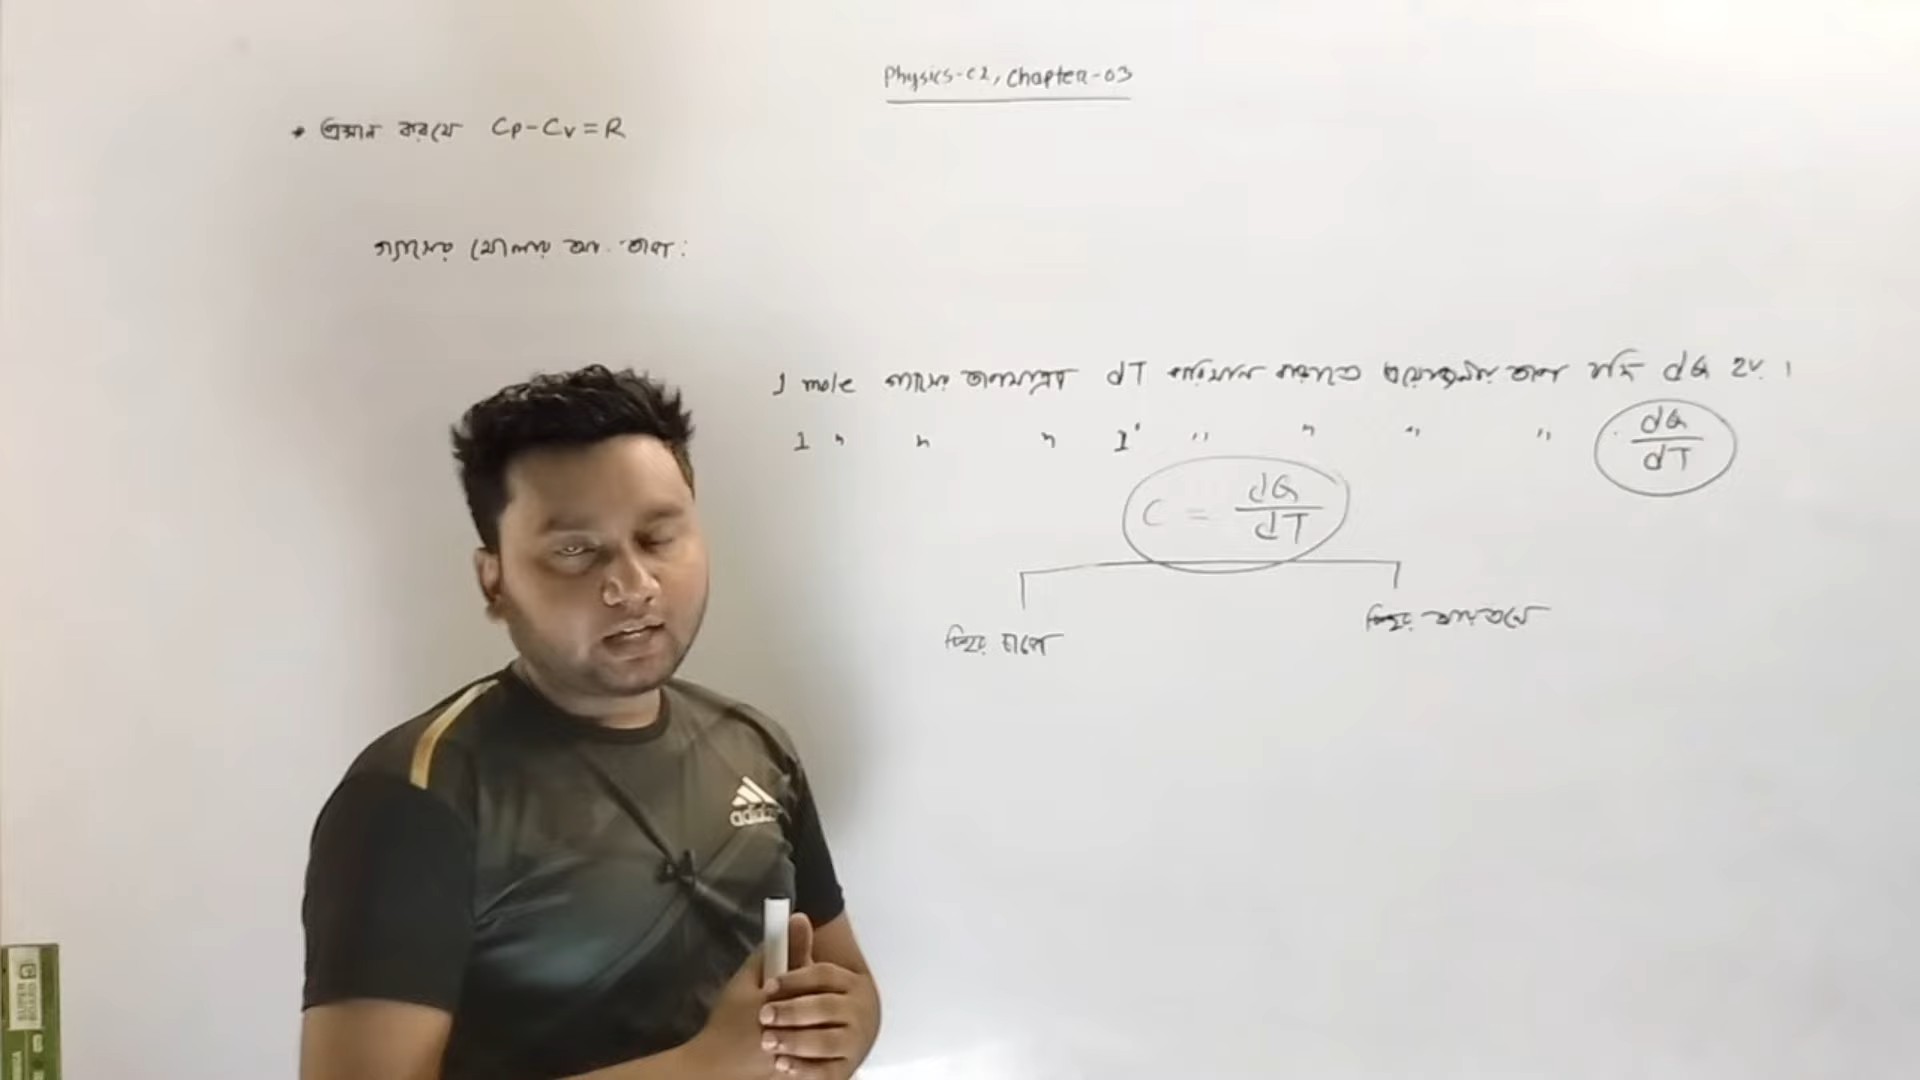 Physics-02, Chapter-03
* প্রমান কর যে Cp-Cv=R
গ্যাসের মোলার আঃ তাপ:
1 mole গ্যাসের তাপমাত্রা dT পরিমান বাড়াতে প্রয়োজনীয় তাপ যদি dQ হয়।
1 " " " 1° " " " " dQ/dT
C = dQ/dT
স্থির চাপে
স্থির আয়তনে
adidas